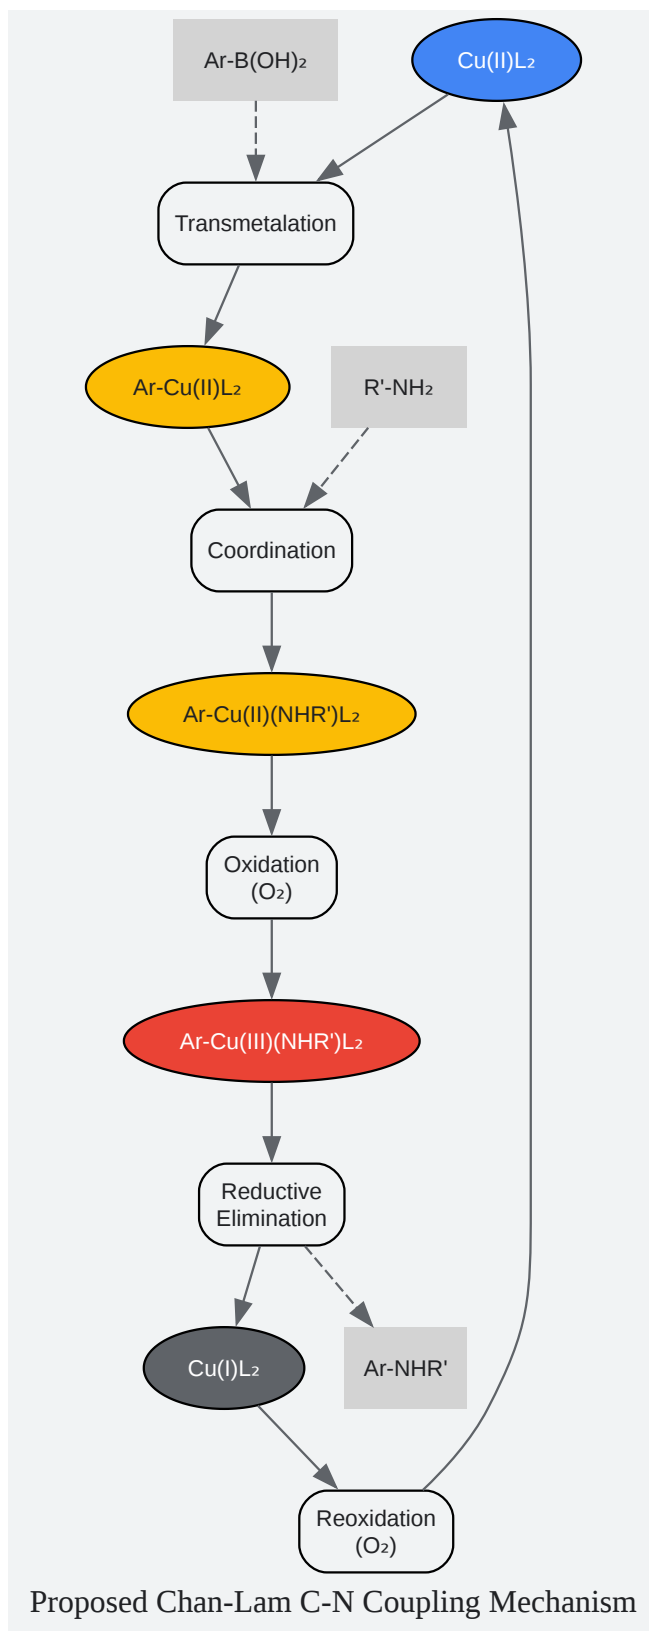 Ar-B(OH)₂
Cu(II)L₂
Transmetalation
Ar-Cu(II)L₂
R'-NH₂
Coordination
Ar-Cu(II)(NHR')L₂
Oxidation
(O₂)
Ar-Cu(III)(NHR')L₂
Reductive
Elimination
Cu(I)L₂
Ar-NHR'
Reoxidation
(O₂)
Proposed Chan-Lam C-N Coupling Mechanism